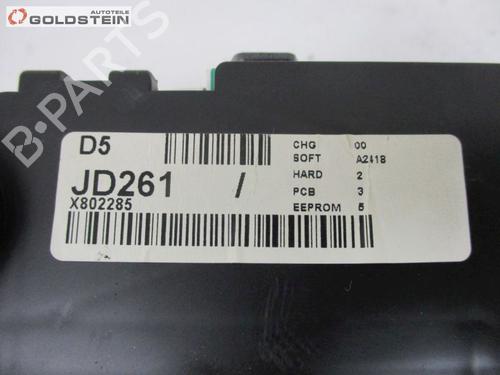 AUTOTEILE
GOLDSTEIN
B-PARTS
D5
JD261 /
X802285
CHG 00
SOFT A2418
HARD 2
PCB 3
EEPROM 5